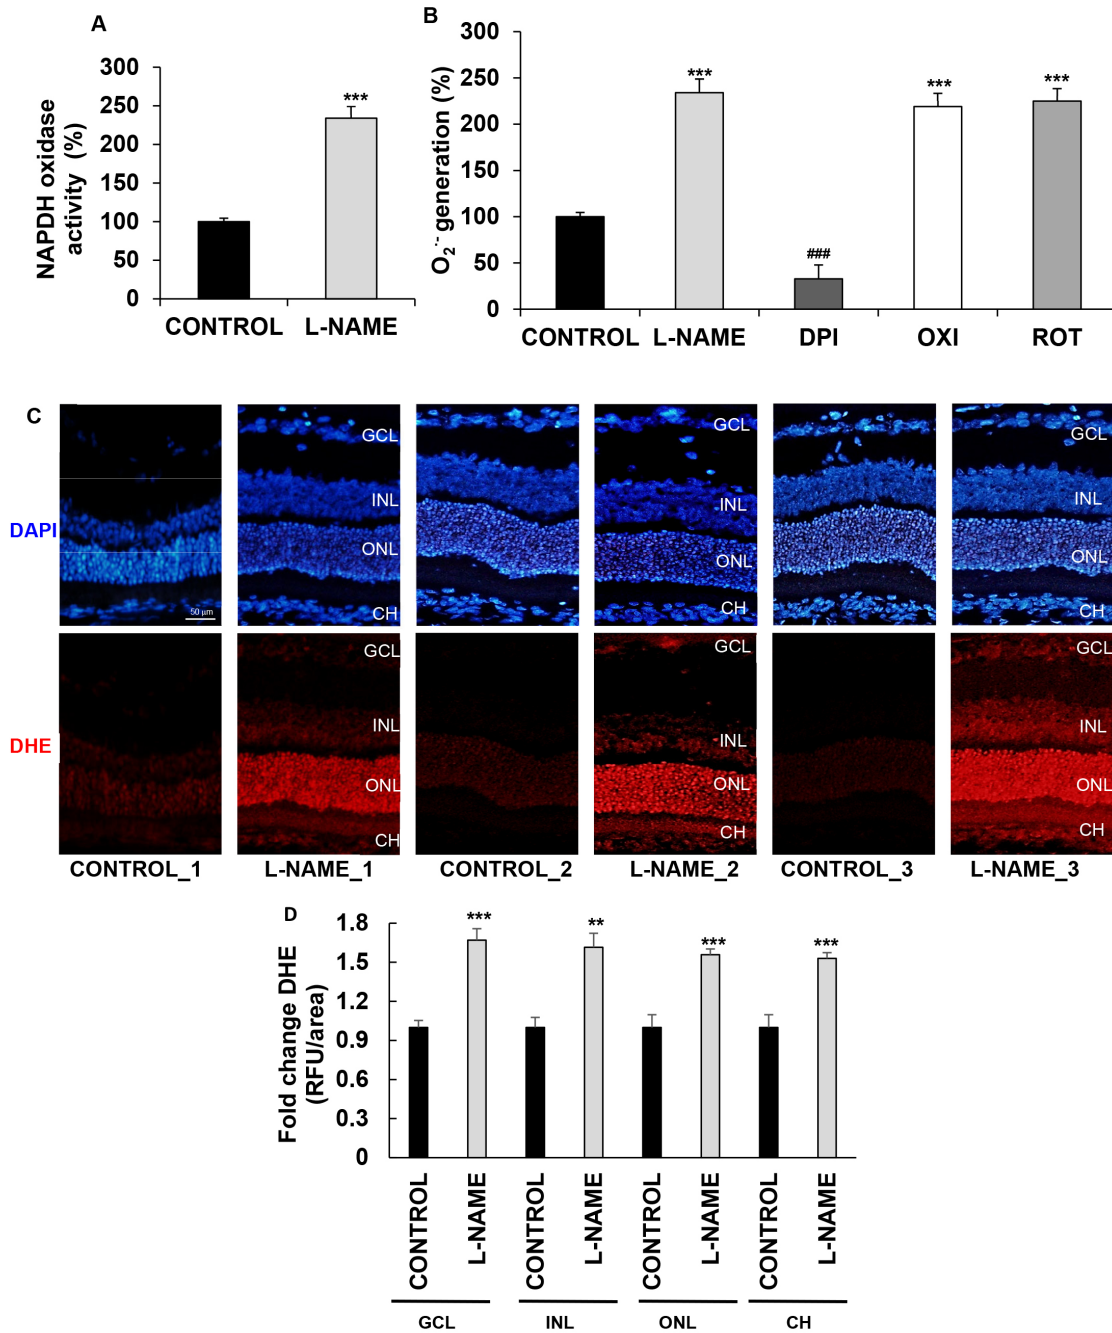 A
NAPDH oxidase
activity (%)
300
250
200
150
100
50
0
***
CONTROL L-NAME
B
O2·- generation (%)
300
250
200
150
100
50
0
***
###
***
***
CONTROL L-NAME DPI OXI ROT
C
DAPI
GCL
INL
ONL
CH
50 µm
GCL
INL
ONL
CH
GCL
INL
ONL
CH
DHE
GCL
INL
ONL
CH
GCL
INL
ONL
CH
GCL
INL
ONL
CH
CONTROL_1 L-NAME_1 CONTROL_2 L-NAME_2 CONTROL_3 L-NAME_3
D
Fold change DHE
(RFU/area)
1.8
1.5
1.2
0.9
0.6
0.3
0
***
**
***
***
CONTROL
L-NAME
CONTROL
L-NAME
CONTROL
L-NAME
CONTROL
L-NAME
GCL INL ONL CH